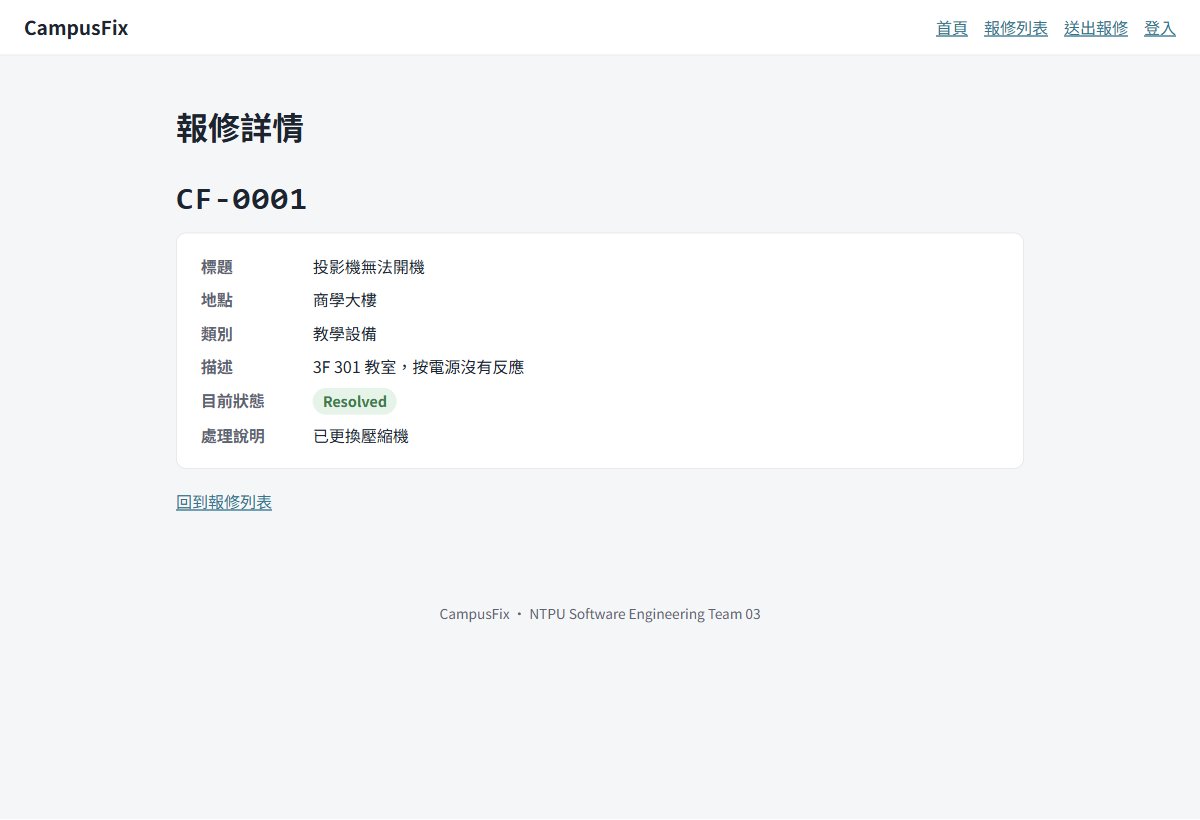 CampusFix
首頁 報修列表 送出報修 登入
報修詳情
CF-0001
標題 投影機無法開機
地點 商學大樓
類別 教學設備
描述 3F 301 教室，按電源沒有反應
目前狀態 Resolved
處理說明 已更換壓縮機
回到報修列表
CampusFix ・ NTPU Software Engineering Team 03